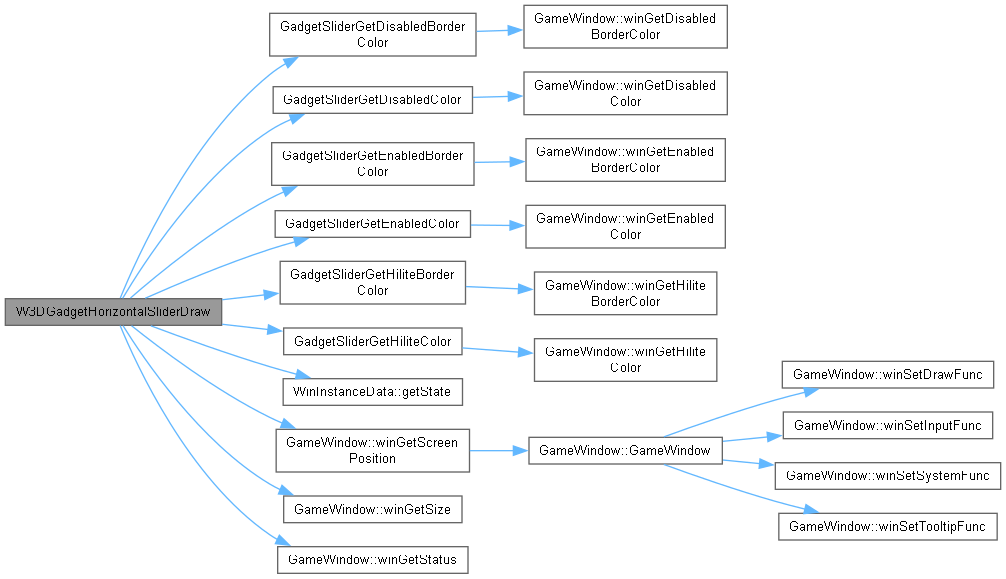 W3DGadgetHorizontalSliderDraw
GadgetSliderGetDisabledBorder
Color
GameWindow::winGetDisabled
BorderColor
GadgetSliderGetDisabledColor
GameWindow::winGetDisabled
Color
GadgetSliderGetEnabledBorder
Color
GameWindow::winGetEnabled
BorderColor
GadgetSliderGetEnabledColor
GameWindow::winGetEnabled
Color
GadgetSliderGetHiliteBorder
Color
GameWindow::winGetHilite
BorderColor
GadgetSliderGetHiliteColor
GameWindow::winGetHilite
Color
WinInstanceData::getState
GameWindow::winGetScreen
Position
GameWindow::GameWindow
GameWindow::winSetDrawFunc
GameWindow::winSetInputFunc
GameWindow::winSetSystemFunc
GameWindow::winSetTooltipFunc
GameWindow::winGetSize
GameWindow::winGetStatus